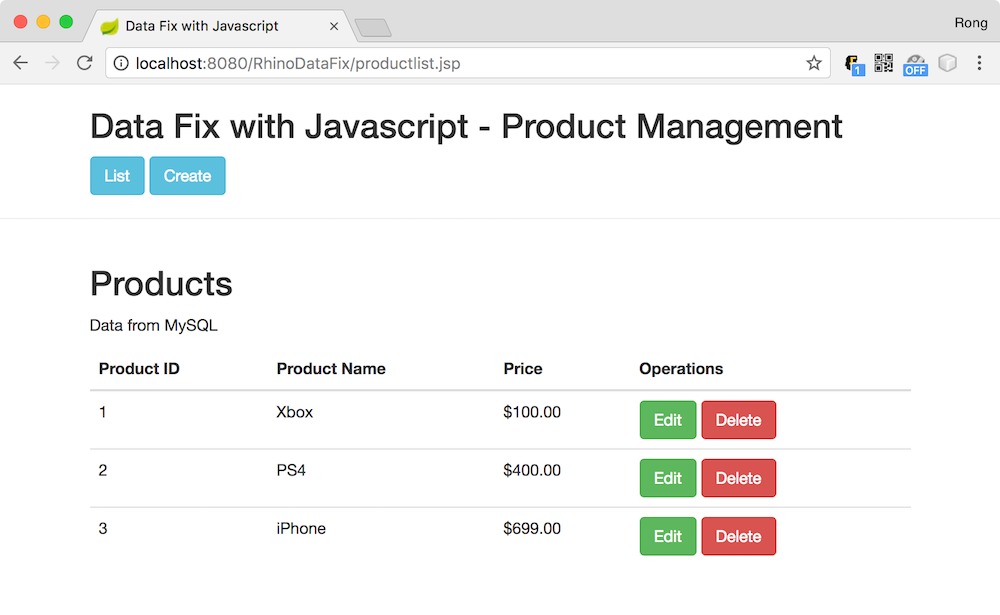 Data Fix with Javascript
Rong
localhost:8080/RhinoDataFix/productlist.jsp
1
OFF
Data Fix with Javascript - Product Management
List Create
Products
Data from MySQL
Product ID Product Name Price Operations
1 Xbox $100.00 Edit Delete
2 PS4 $400.00 Edit Delete
3 iPhone $699.00 Edit Delete